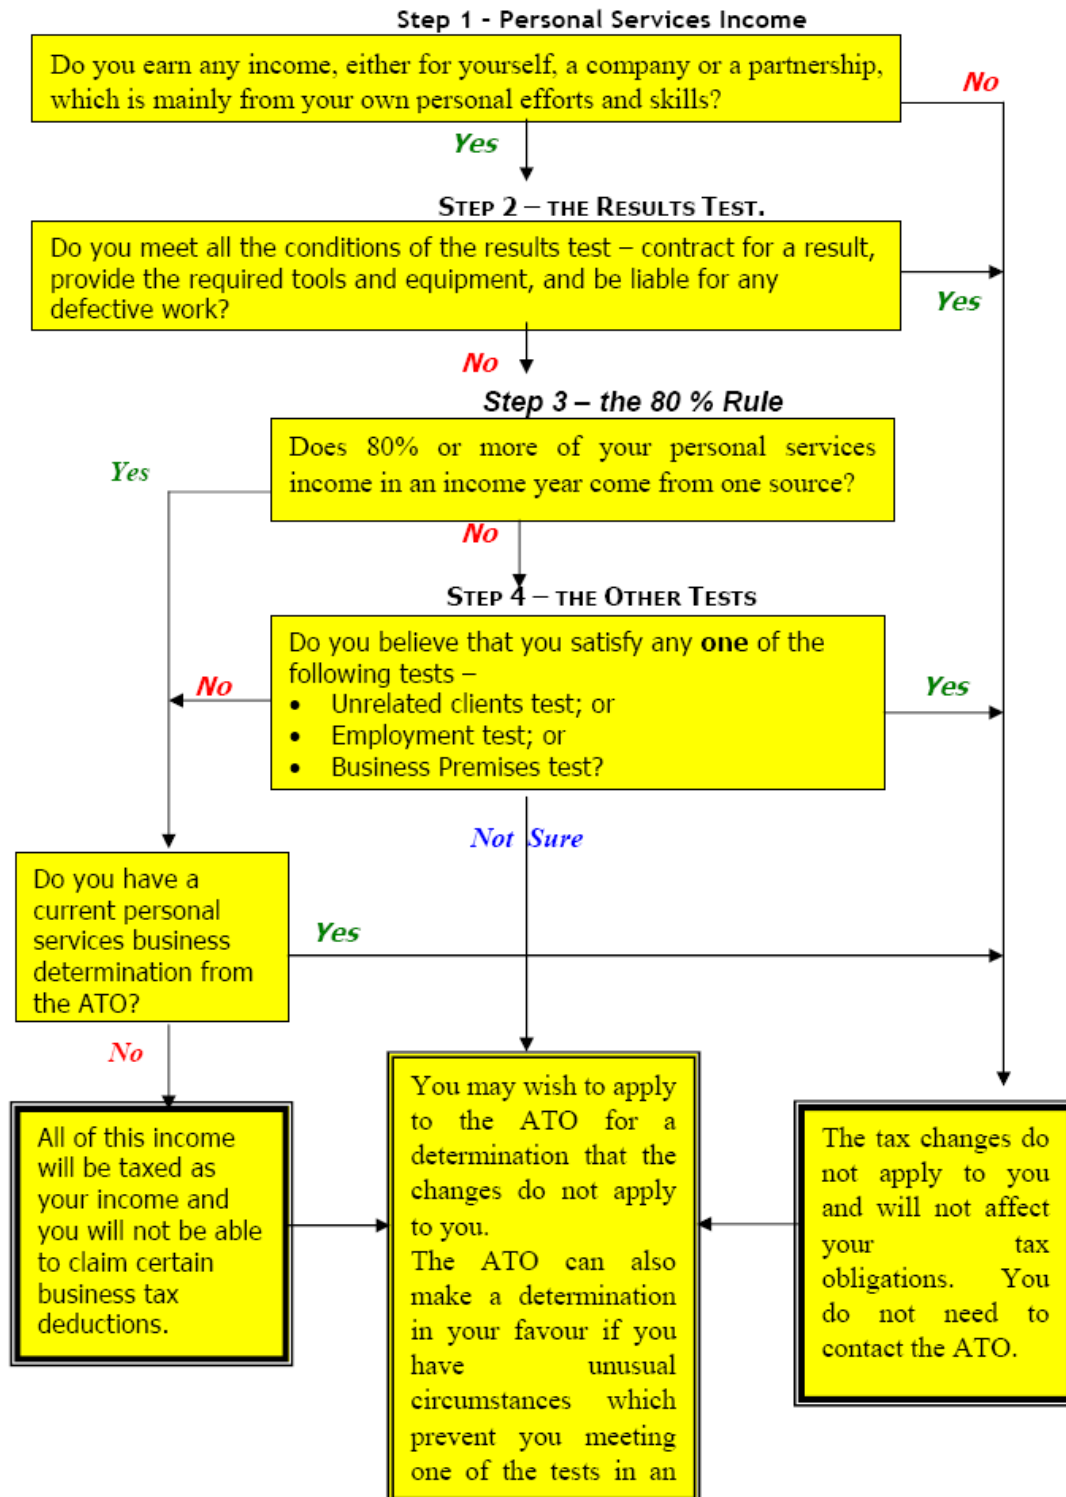 Step 1 - Personal Services Income
Do you earn any income, either for yourself, a company or a partnership,
which is mainly from your own personal efforts and skills?
No
Yes
STEP 2 – THE RESULTS TEST.
Do you meet all the conditions of the results test – contract for a result,
provide the required tools and equipment, and be liable for any
defective work?
Yes
No
Step 3 – the 80 % Rule
Does 80% or more of your personal services
income in an income year come from one source?
Yes
No
STEP 4 – THE OTHER TESTS
Do you believe that you satisfy any one of the
following tests –
• Unrelated clients test; or
• Employment test; or
• Business Premises test?
No
Yes
Not Sure
Do you have a
current personal
services business
determination from
the ATO?
Yes
No
All of this income
will be taxed as
your income and
you will not be able
to claim certain
business tax
deductions.
You may wish to apply
to the ATO for a
determination that the
changes do not apply
to you.
The ATO can also
make a determination
in your favour if you
have unusual
circumstances which
prevent you meeting
one of the tests in an
The tax changes do
not apply to you
and will not affect
your tax
obligations. You
do not need to
contact the ATO.